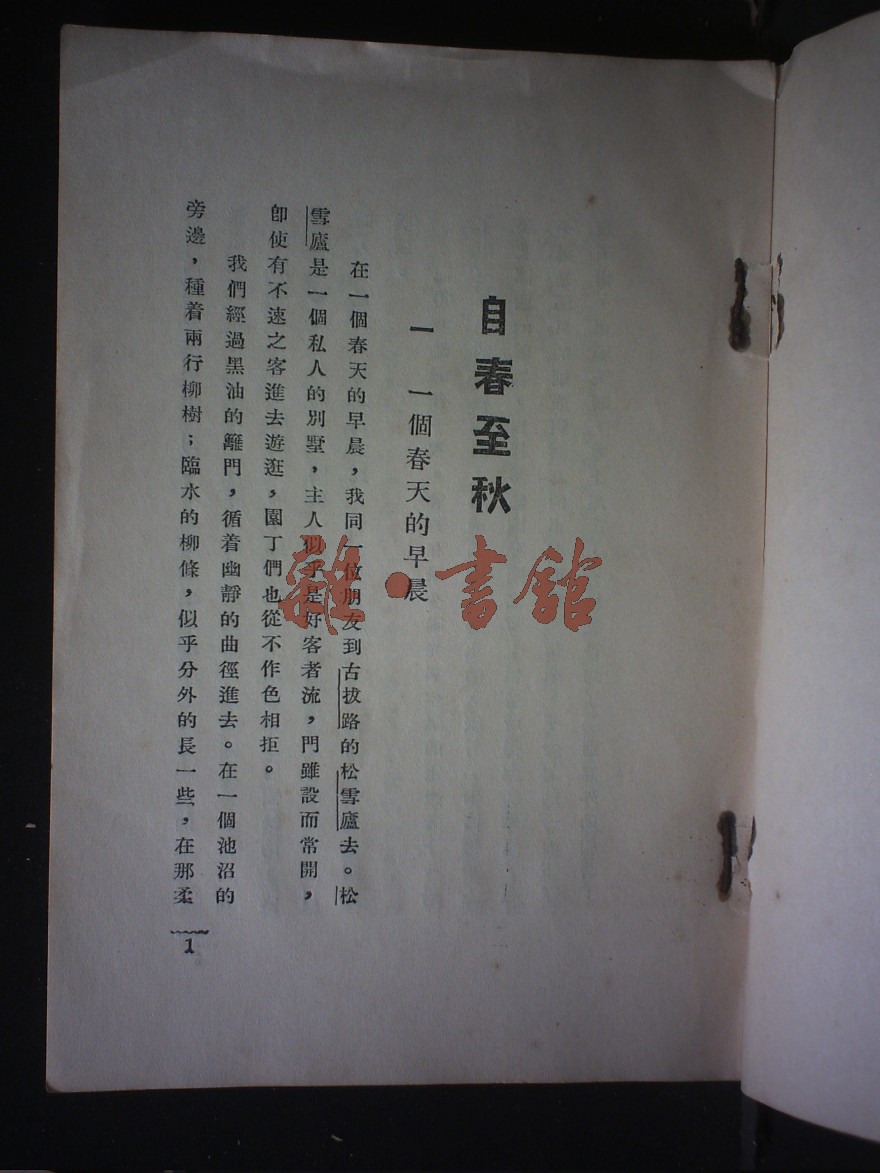 自春至秋
一　一個春天的早晨
在一個春天的早晨，我同一位朋友到古拔路的松雪廬去。松
雪廬是一個私人的別墅，主人似乎是好客者流，門雖設而常開，
即使有不速之客進去遊逛，園丁們也從不作色相拒。
我們經過黑油的籬門，循着幽靜的曲徑進去。在一個池沼的
旁邊，種着兩行柳樹；臨水的柳條，似乎分外的長一些，在那柔
1
雜·書館